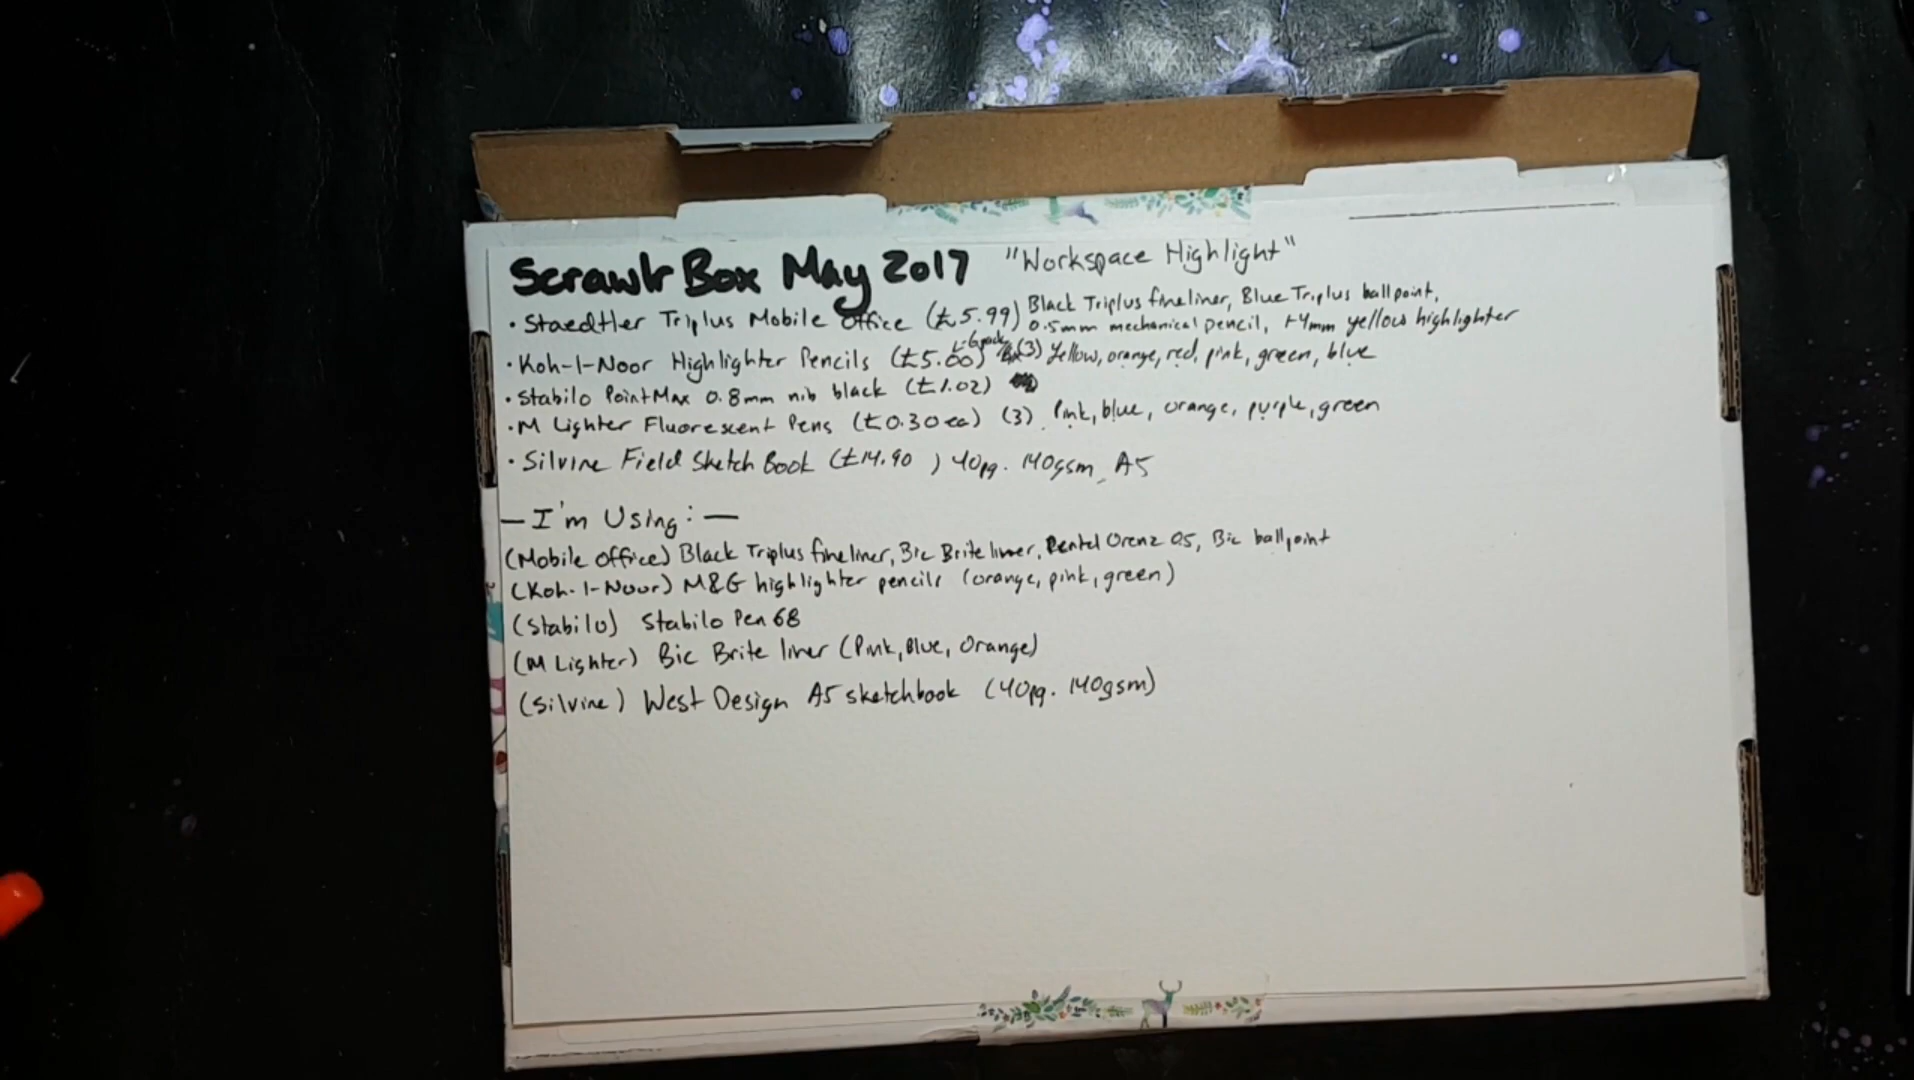 Scrawlr Box May 2017 "Workspace Highlight"
• Staedtler Triplus Mobile Office (£5.99) Black Triplus fineliner, Blue Triplus ballpoint,
0.5mm mechanical pencil, 1-4mm yellow highlighter
• Koh-I-Noor Highlighter Pencils (£5.00) (3) Yellow, orange, red, pink, green, blue
↳ 6 pack
• Stabilo PointMax 0.8mm nib black (£1.02)
• M Lighter Fluorescent Pens (£0.30 ea) (3) Pink, blue, orange, purple, green
• Silvine Field Sketch Book (£14.90 ) 40pg. 140gsm A5
— I'm Using: —
(Mobile Office) Black Triplus fineliner, Bic Brite liner, Pentel Orenz 0.5, Bic ballpoint
(Koh-I-Noor) M&G highlighter pencils (orange, pink, green)
(Stabilo) Stabilo Pen 68
(M Lighter) Bic Brite liner (Pink, Blue, Orange)
(Silvine) West Design A5 sketchbook (40pg. 140gsm)